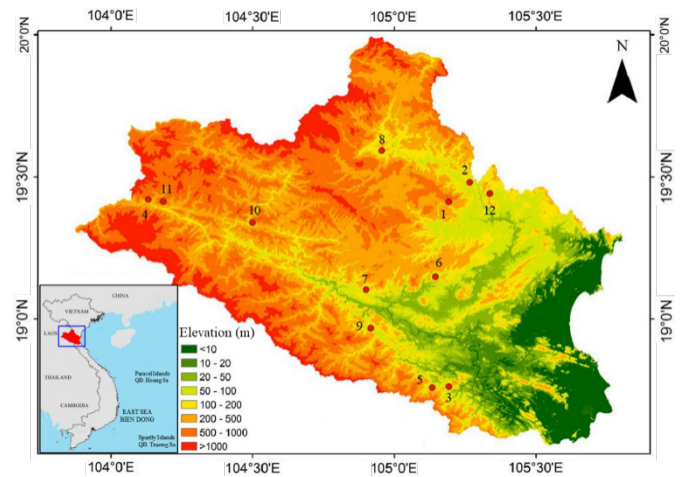 104°0'E 104°30'E 105°0'E 105°30'E
20°0'N 20°0'N
N
8
2
19°30'N 19°30'N
11
4 10 1 12
6
7
CHINA
VIETNAM
LAOS
19°0'N 19°0'N
9
Elevation (m)
<10
10 - 20
THAILAND
Paracel Islands
QĐ. Hoang Sa
20 - 50
5 3
50 - 100
CAMBODIA
100 - 200
EAST SEA
BIEN DONG
200 - 500
500 - 1000
Spartly Islands
QĐ. Truong Sa
>1000
104°0'E 104°30'E 105°0'E 105°30'E